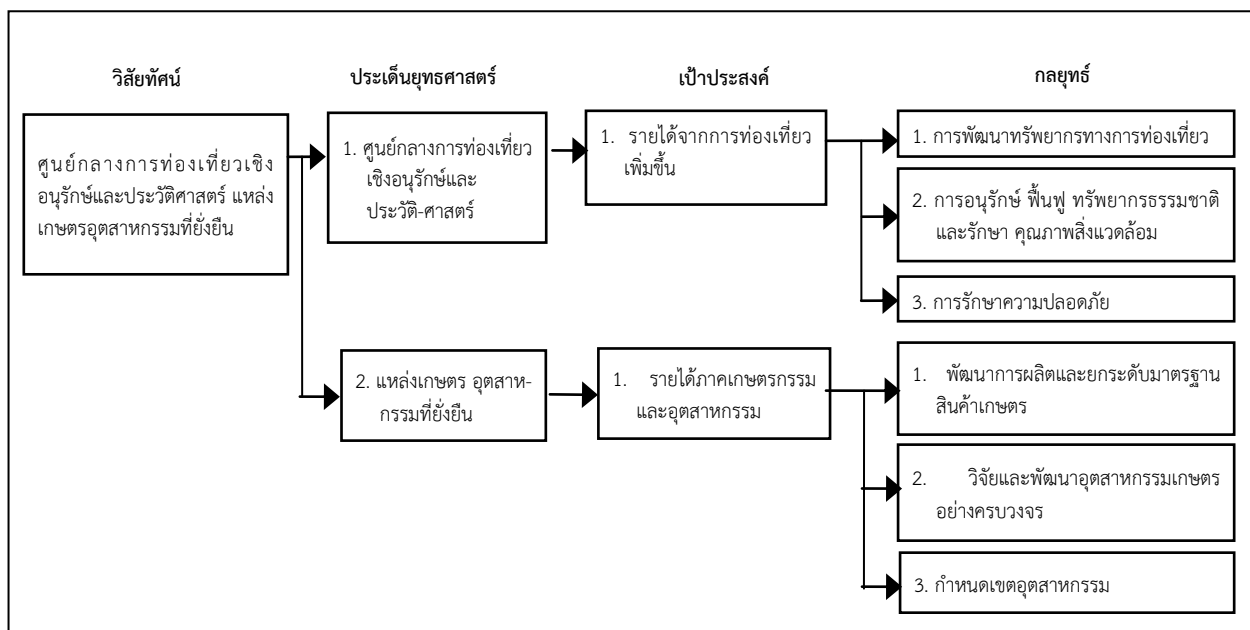 วิสัยทัศน์
ประเด็นยุทธศาสตร์
เป้าประสงค์
กลยุทธ์
ศูนย์กลางการท่องเที่ยวเชิง
อนุรักษ์และประวัติศาสตร์ แหล่ง
เกษตรอุตสาหกรรมที่ยั่งยืน
1. ศูนย์กลางการท่องเที่ยว
เชิงอนุรักษ์และ
ประวัติ-ศาสตร์
1. รายได้จากการท่องเที่ยว
เพิ่มขึ้น
1. การพัฒนาทรัพยากรทางการท่องเที่ยว
2. การอนุรักษ์ ฟื้นฟู ทรัพยากรธรรมชาติ
และรักษา คุณภาพสิ่งแวดล้อม
3. การรักษาความปลอดภัย
2. แหล่งเกษตร อุตสาห-
กรรมที่ยั่งยืน
1. รายได้ภาคเกษตรกรรม
และอุตสาหกรรม
1. พัฒนาการผลิตและยกระดับมาตรฐาน
สินค้าเกษตร
2. วิจัยและพัฒนาอุตสาหกรรมเกษตร
อย่างครบวงจร
3. กำหนดเขตอุตสาหกรรม